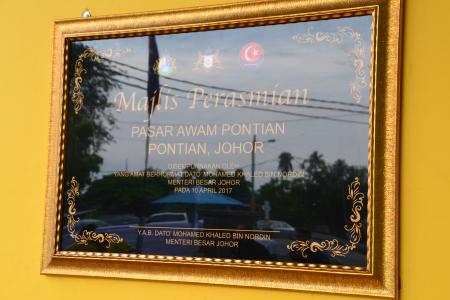 Majlis Perasmian
PASAR AWAM PONTIAN
PONTIAN, JOHOR
DISEMPURNAKAN OLEH
YANG AMAT BERHORMAT DATO' MOHAMED KHALED BIN NORDIN
MENTERI BESAR JOHOR
PADA 10 APRIL 2017
Y.A.B. DATO' MOHAMED KHALED BIN NORDIN
MENTERI BESAR JOHOR